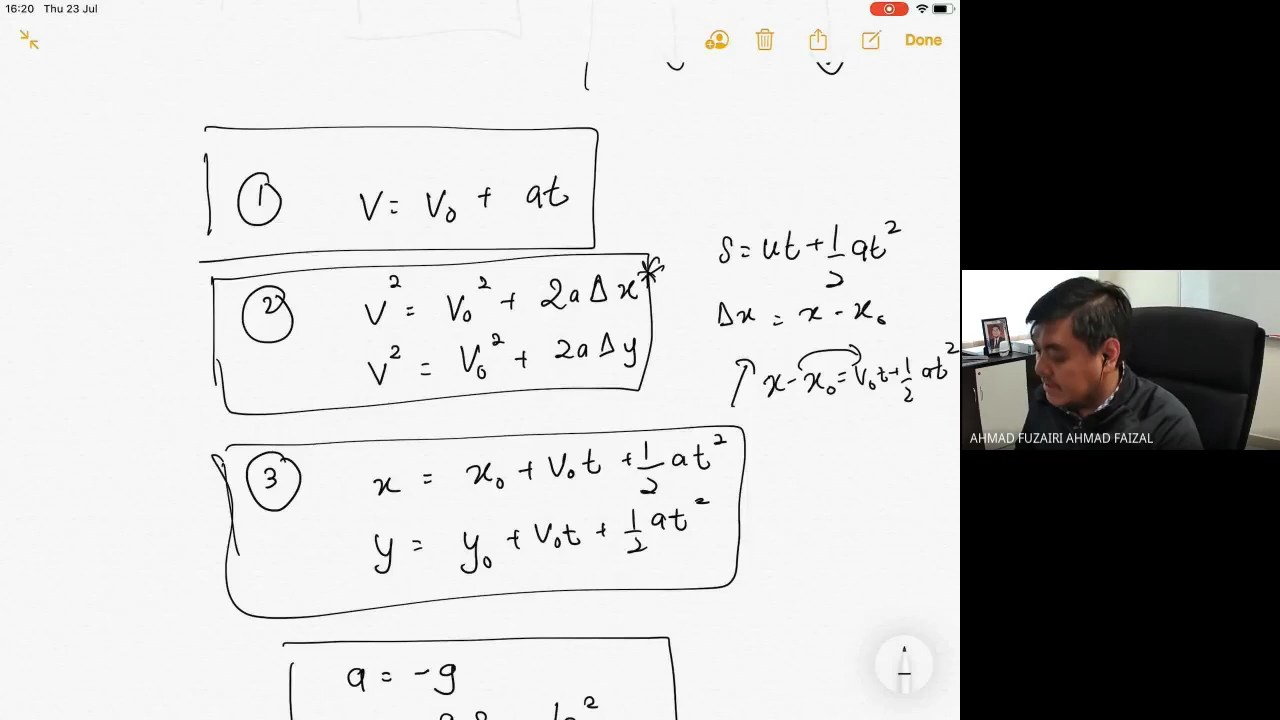 16:20 Thu 23 Jul
Done
① V = V₀ + at
② V² = V₀² + 2aΔx*
V² = V₀² + 2aΔy
S = ut + 1/2 at²
Δx = x - x₀
x - x₀ = V₀t + 1/2 at²
③ x = x₀ + V₀t + 1/2 at²
y = y₀ + V₀t + 1/2 at²
a = -g
AHMAD FUZAIRI AHMAD FAIZAL